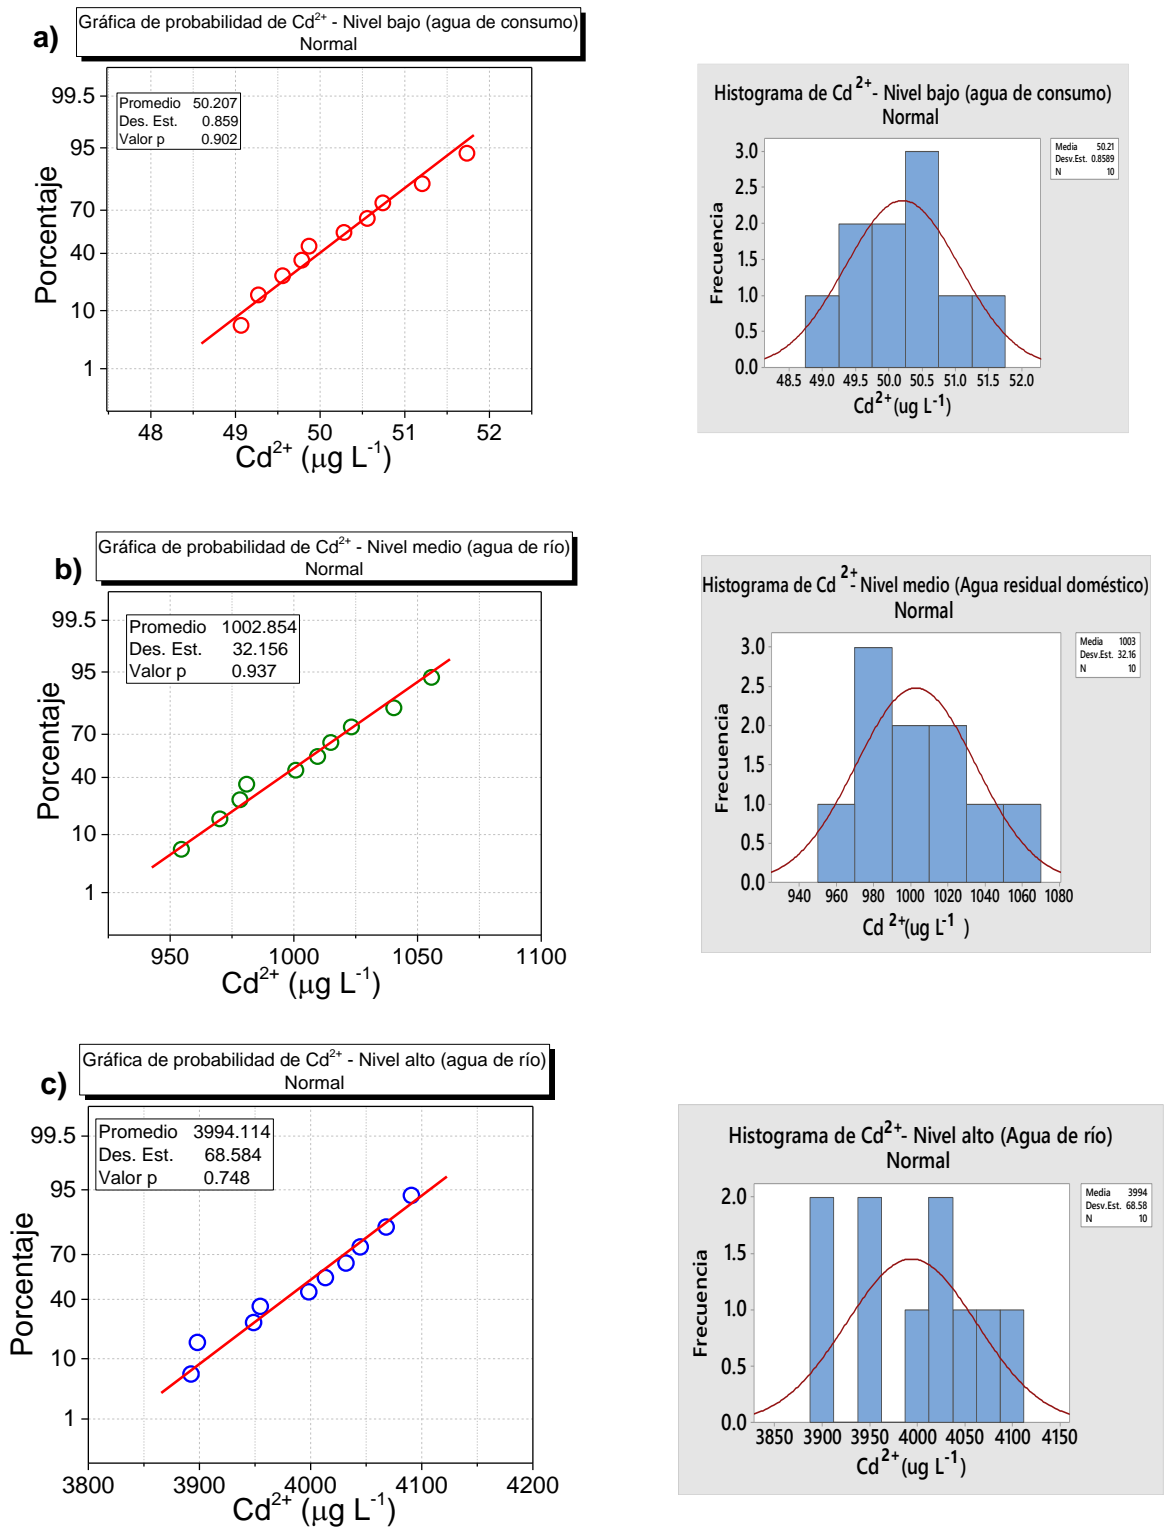 a)
Gráfica de probabilidad de Cd²⁺ - Nivel bajo (agua de consumo)
Normal
99.5
95
70
40
10
1
Porcentaje
Promedio 50.207
Des. Est. 0.859
Valor p 0.902
48 49 50 51 52
Cd²⁺ (μg L⁻¹)
Histograma de Cd²⁺- Nivel bajo (agua de consumo)
Normal
Media 50.21
Desv.Est. 0.8589
N 10
3.0
2.5
2.0
1.5
1.0
0.5
0.0
Frecuencia
48.5 49.0 49.5 50.0 50.5 51.0 51.5 52.0
Cd²⁺(ug L⁻¹)
b)
Gráfica de probabilidad de Cd²⁺ - Nivel medio (agua de río)
Normal
99.5
95
70
40
10
1
Porcentaje
Promedio 1002.854
Des. Est. 32.156
Valor p 0.937
950 1000 1050 1100
Cd²⁺ (μg L⁻¹)
Histograma de Cd ²⁺- Nivel medio (Agua residual doméstico)
Normal
Media 1003
Desv.Est. 32.16
N 10
3.0
2.5
2.0
1.5
1.0
0.5
0.0
Frecuencia
940 960 980 1000 1020 1040 1060 1080
Cd ²⁺(ug L⁻¹ )
c)
Gráfica de probabilidad de Cd²⁺ - Nivel alto (agua de río)
Normal
99.5
95
70
40
10
1
Porcentaje
Promedio 3994.114
Des. Est. 68.584
Valor p 0.748
3800 3900 4000 4100 4200
Cd²⁺ (μg L⁻¹)
Histograma de Cd²⁺- Nivel alto (Agua de río)
Normal
Media 3994
Desv.Est. 68.58
N 10
2.0
1.5
1.0
0.5
0.0
Frecuencia
3850 3900 3950 4000 4050 4100 4150
Cd²⁺(ug L⁻¹)